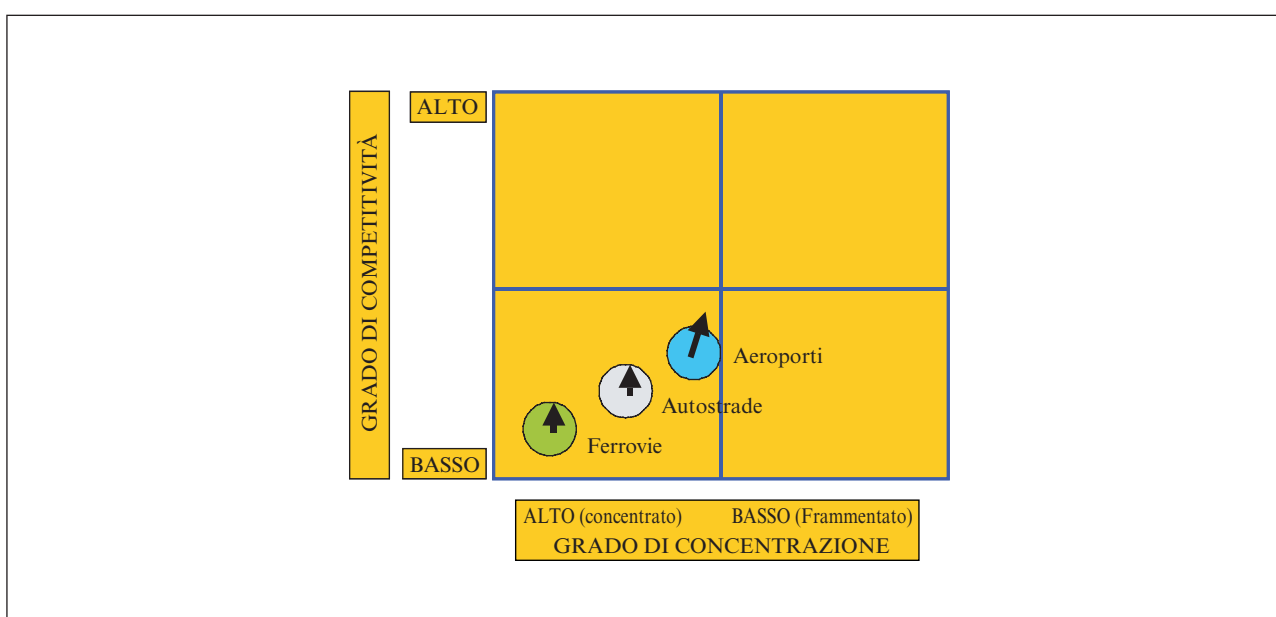 GRADO DI COMPETITIVITÀ
ALTO
Aeroporti
Autostrade
Ferrovie
BASSO
ALTO (concentrato) BASSO (Frammentato)
GRADO DI CONCENTRAZIONE